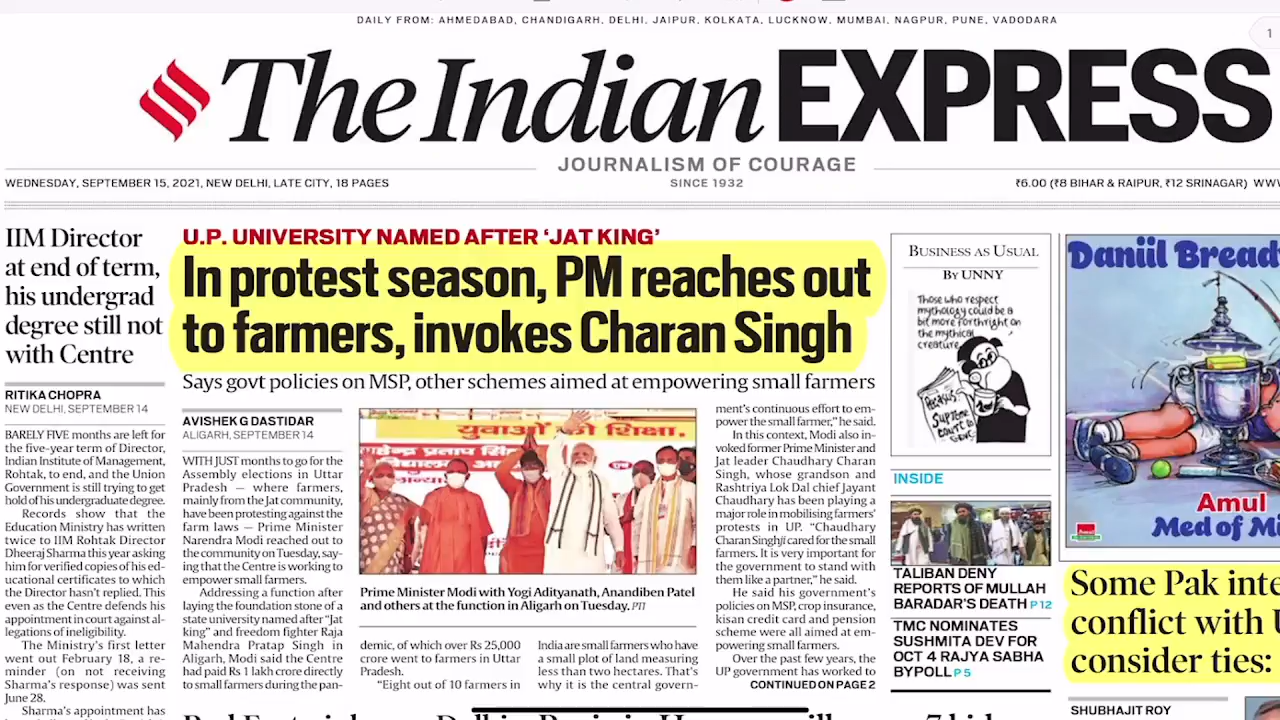 DAILY FROM: AHMEDABAD, CHANDIGARH, DELHI, JAIPUR, KOLKATA, LUCKNOW, MUMBAI, NAGPUR, PUNE, VADODARA
1
The Indian EXPRESS
JOURNALISM OF COURAGE
SINCE 1932
WEDNESDAY, SEPTEMBER 15, 2021, NEW DELHI, LATE CITY, 18 PAGES
₹6.00 (₹8 BIHAR & RAIPUR, ₹12 SRINAGAR) WWW
IIM Director
at end of term,
his undergrad
degree still not
with Centre
RITIKA CHOPRA
NEW DELHI, SEPTEMBER 14
BARELY FIVE months are left for
the five-year term of Director,
Indian Institute of Management,
Rohtak, to end, and the Union
Government is still trying to get
hold of his undergraduate degree.
Records show that the
Education Ministry has written
twice to IIM Rohtak Director
Dheeraj Sharma this year asking
him for verified copies of his ed-
ucational certificates to which
the Director hasn't replied. This
even as the Centre defends his
appointment in court against al-
legations of ineligibility.
The Ministry's first letter
went out February 18, a re-
minder (on not receiving
Sharma's response) was sent
June 28.
Sharma's appointment has
U.P. UNIVERSITY NAMED AFTER 'JAT KING'
In protest season, PM reaches out
to farmers, invokes Charan Singh
Says govt policies on MSP, other schemes aimed at empowering small farmers
AVISHEK G DASTIDAR
ALIGARH, SEPTEMBER 14
WITH JUST months to go for the
Assembly elections in Uttar
Pradesh — where farmers,
mainly from the Jat community,
have been protesting against the
farm laws — Prime Minister
Narendra Modi reached out to
the community on Tuesday, say-
ing that the Centre is working to
empower small farmers.
Addressing a function after
laying the foundation stone of a
state university named after "Jat
king" and freedom fighter Raja
Mahendra Pratap Singh in
Aligarh, Modi said the Centre
had paid Rs 1 lakh crore directly
to small farmers during the pan-
युवाओं को शिक्षा.
Prime Minister Modi with Yogi Adityanath, Anandiben Patel
and others at the function in Aligarh on Tuesday. PTI
demic, of which over Rs 25,000
crore went to farmers in Uttar
Pradesh.
"Eight out of 10 farmers in
India are small farmers who have
a small plot of land measuring
less than two hectares. That's
why it is the central govern-
ment's continuous effort to em-
power the small farmer," he said.
In this context, Modi also in-
voked former Prime Minister and
Jat leader Chaudhary Charan
Singh, whose grandson and
Rashtriya Lok Dal chief Jayant
Chaudhary has been playing a
major role in mobilising farmers'
protests in UP. "Chaudhary
Charan Singhji cared for the small
farmers. It is very important for
the government to stand with
them like a partner," he said.
He said his government's
policies on MSP, crop insurance,
kisan credit card and pension
scheme were all aimed at em-
powering small farmers.
Over the past few years, the
UP government has worked to
CONTINUED ON PAGE 2
BUSINESS AS USUAL
BY UNNY
Those who respect
mythology could be a
bit more forthright on
the mythical
creature.
Supreme
Court
INSIDE
TALIBAN DENY
REPORTS OF MULLAH
BARADAR'S DEATH P 12
TMC NOMINATES
SUSHMITA DEV FOR
OCT 4 RAJYA SABHA
BYPOLL P 5
Daniil Bread
Amul
Med of M
Some Pak inte
conflict with U
consider ties:
SHUBHAJIT ROY